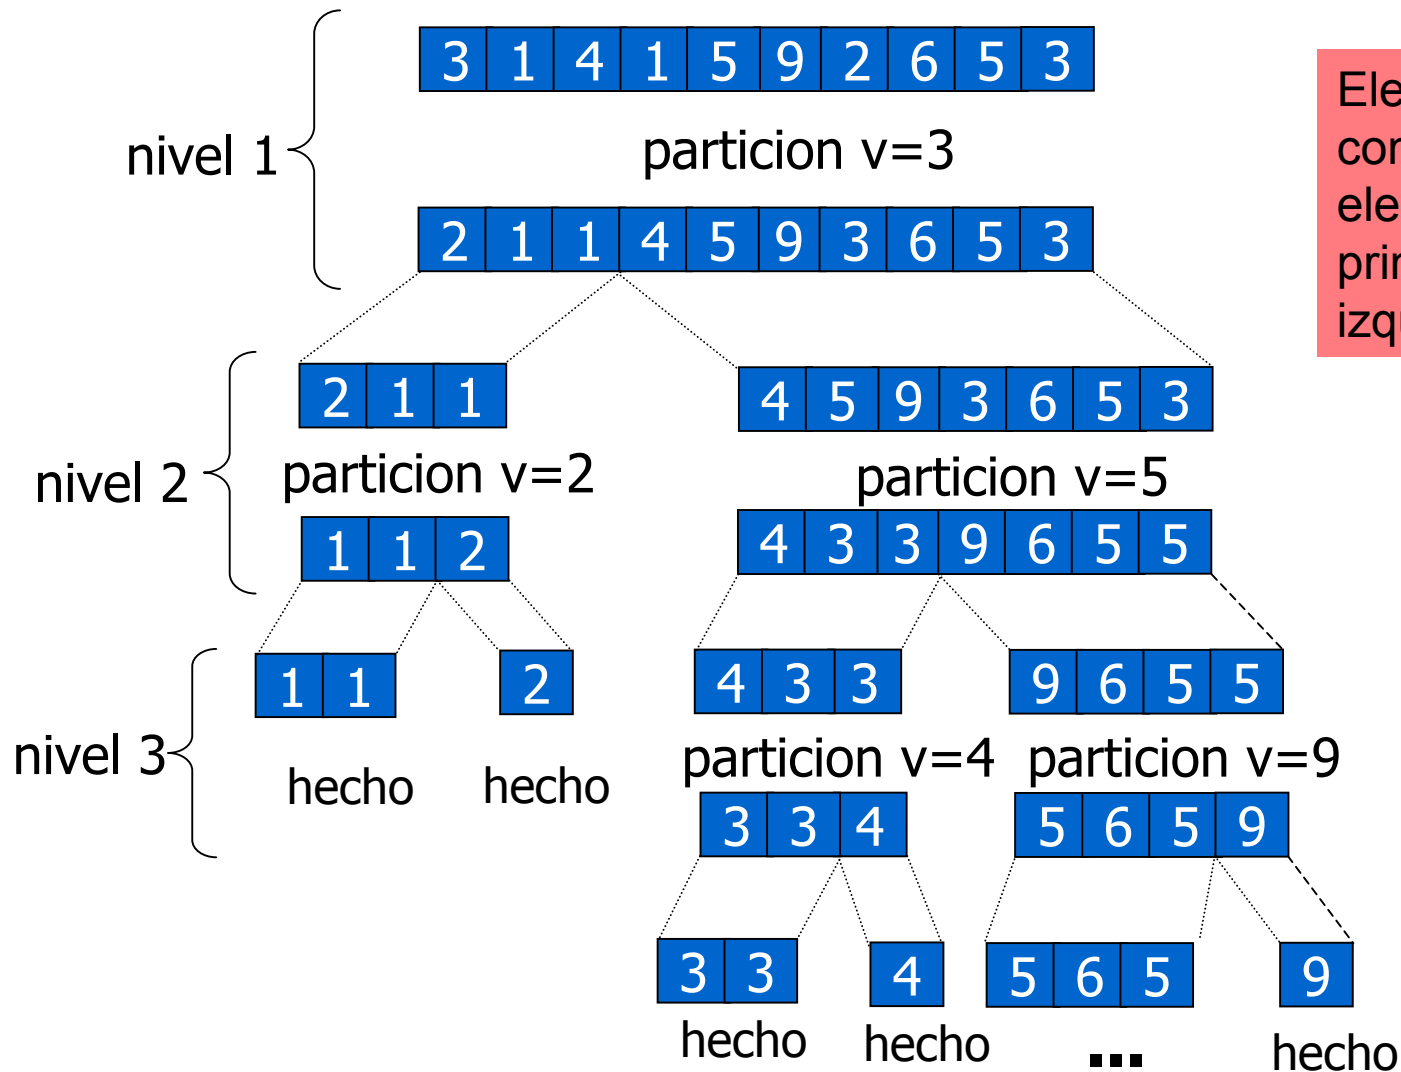 3 1 4 1 5 9 2 6 5 3
nivel 1
particion v=3
2 1 1 4 5 9 3 6 5 3
2 1 1
4 5 9 3 6 5 3
nivel 2
particion v=2
particion v=5
1 1 2
4 3 3 9 6 5 5
1 1
2
4 3 3
9 6 5 5
nivel 3
hecho
hecho
particion v=4
particion v=9
3 3 4
5 6 5 9
3 3
4
5 6 5
9
hecho
hecho
...
hecho